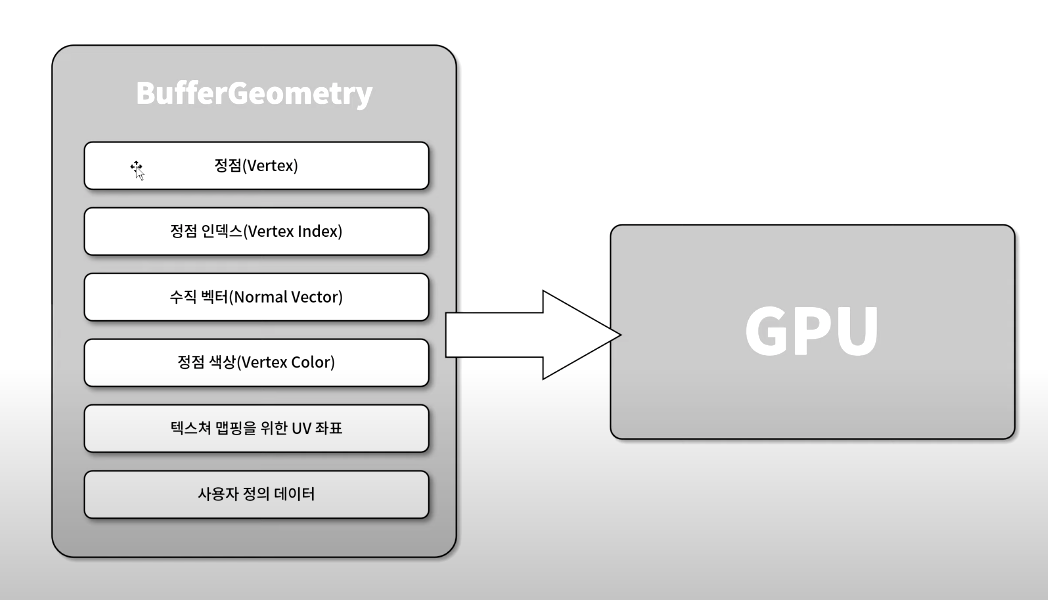 BufferGeometry
정점(Vertex)
정점 인덱스(Vertex Index)
수직 벡터(Normal Vector)
정점 색상(Vertex Color)
텍스쳐 맵핑을 위한 UV 좌표
사용자 정의 데이터
GPU